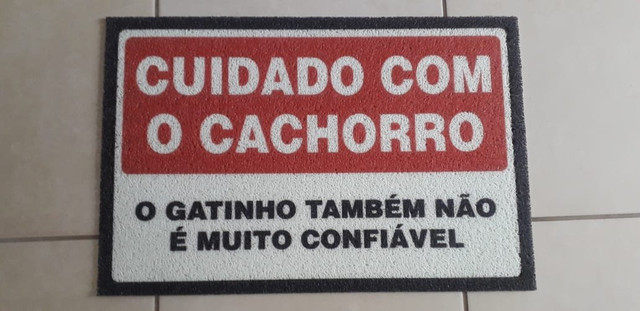 CUIDADO COM
O CACHORRO
O GATINHO TAMBÉM NÃO
É MUITO CONFIÁVEL